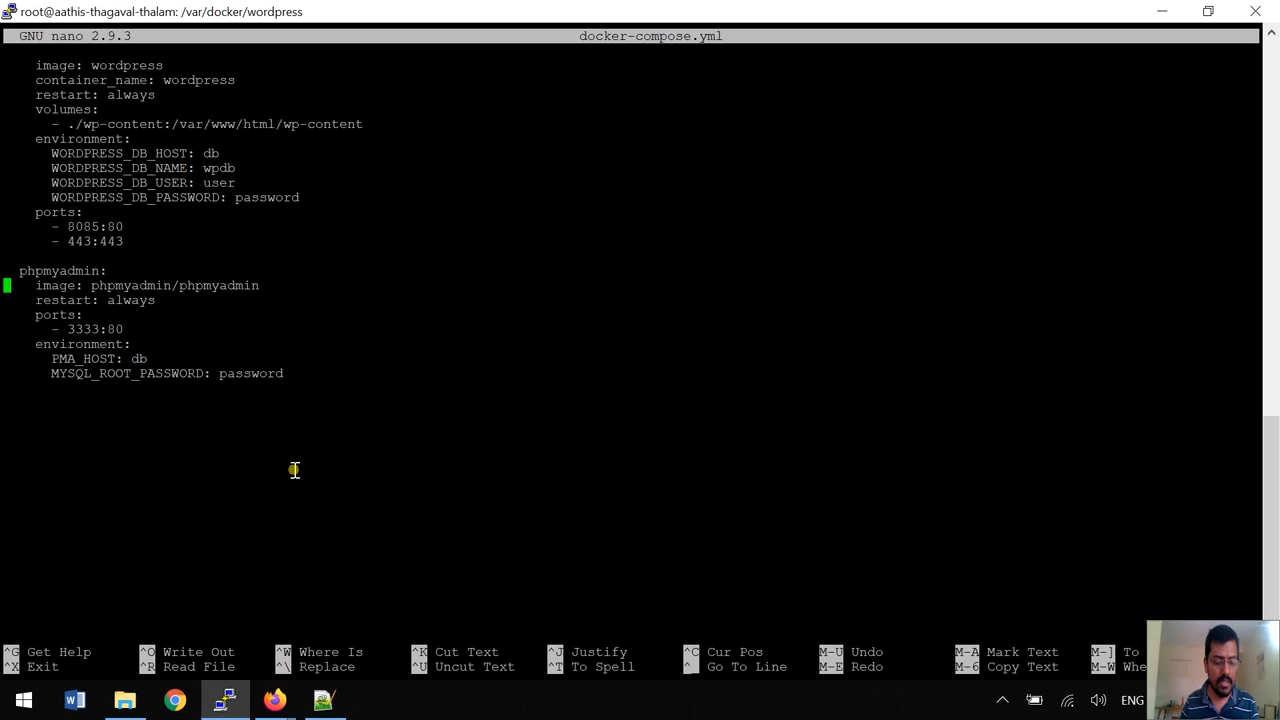 root@aathis-thagaval-thalam: /var/docker/wordpress
GNU nano 2.9.3 docker-compose.yml
image: wordpress
container_name: wordpress
restart: always
volumes:
- ./wp-content:/var/www/html/wp-content
environment:
WORDPRESS_DB_HOST: db
WORDPRESS_DB_NAME: wpdb
WORDPRESS_DB_USER: user
WORDPRESS_DB_PASSWORD: password
ports:
- 8085:80
- 443:443
phpmyadmin:
image: phpmyadmin/phpmyadmin
restart: always
ports:
- 3333:80
environment:
PMA_HOST: db
MYSQL_ROOT_PASSWORD: password
^G Get Help ^O Write Out ^W Where Is ^K Cut Text ^J Justify ^C Cur Pos M-U Undo M-A Mark Text M-] To
^X Exit ^R Read File ^\ Replace ^U Uncut Text ^T To Spell ^_ Go To Line M-E Redo M-6 Copy Text M-W Whe
ENG